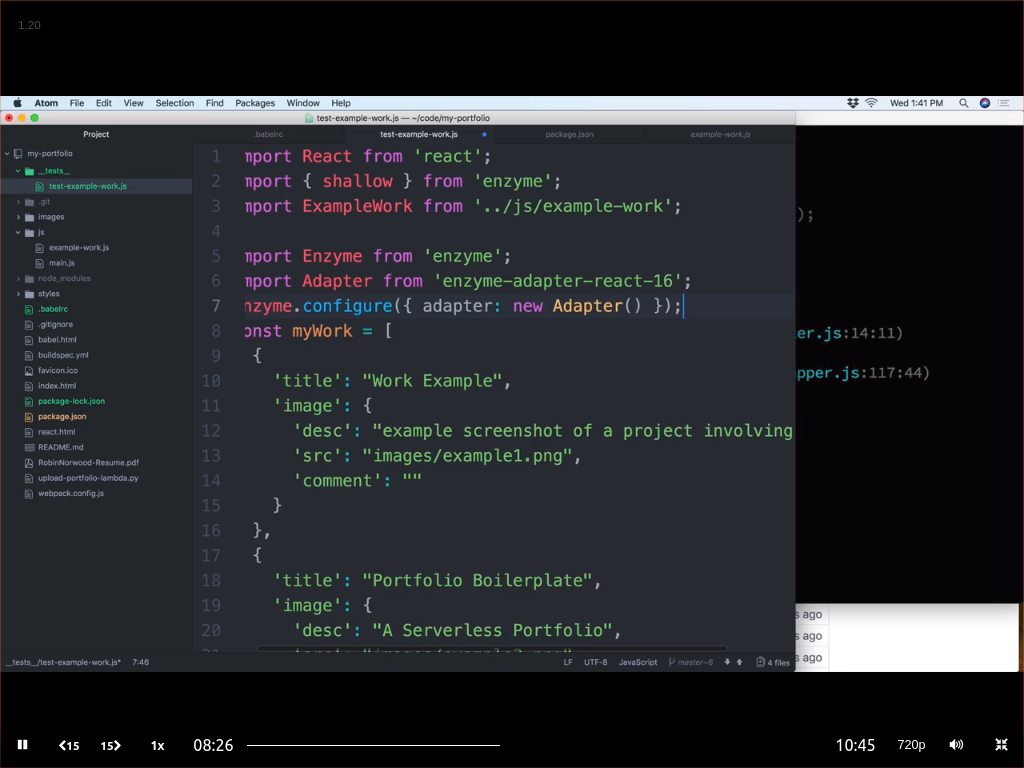 1.20
Atom File Edit View Selection Find Packages Window Help Wed 1:41 PM
test-example-work.js — ~/code/my-portfolio
Project
.babelrc test-example-work.js package.json example-work.js
my-portfolio
__tests__
test-example-work.js
.git
images
js
example-work.js
main.js
node_modules
styles
.babelrc
.gitignore
babel.html
buildspec.yml
favicon.ico
index.html
package-lock.json
package.json
react.html
README.md
RobinNorwood-Resume.pdf
upload-portfolio-lambda.py
webpack.config.js
1 mport React from 'react';
2 mport { shallow } from 'enzyme';
3 mport ExampleWork from '../js/example-work';
4
5 mport Enzyme from 'enzyme';
6 mport Adapter from 'enzyme-adapter-react-16';
7 nzyme.configure({ adapter: new Adapter() });
8 onst myWork = [
9 {
10 'title': "Work Example",
11 'image': {
12 'desc': "example screenshot of a project involving
13 'src': "images/example1.png",
14 'comment': ""
15 }
16 },
17 {
18 'title': "Portfolio Boilerplate",
19 'image': {
20 'desc': "A Serverless Portfolio",
);
er.js:14:11)
pper.js:117:44)
s ago
s ago
s ago
__tests__/test-example-work.js* 7:46 LF UTF-8 JavaScript master-6 4 files
15 15 1x 08:26 10:45 720p